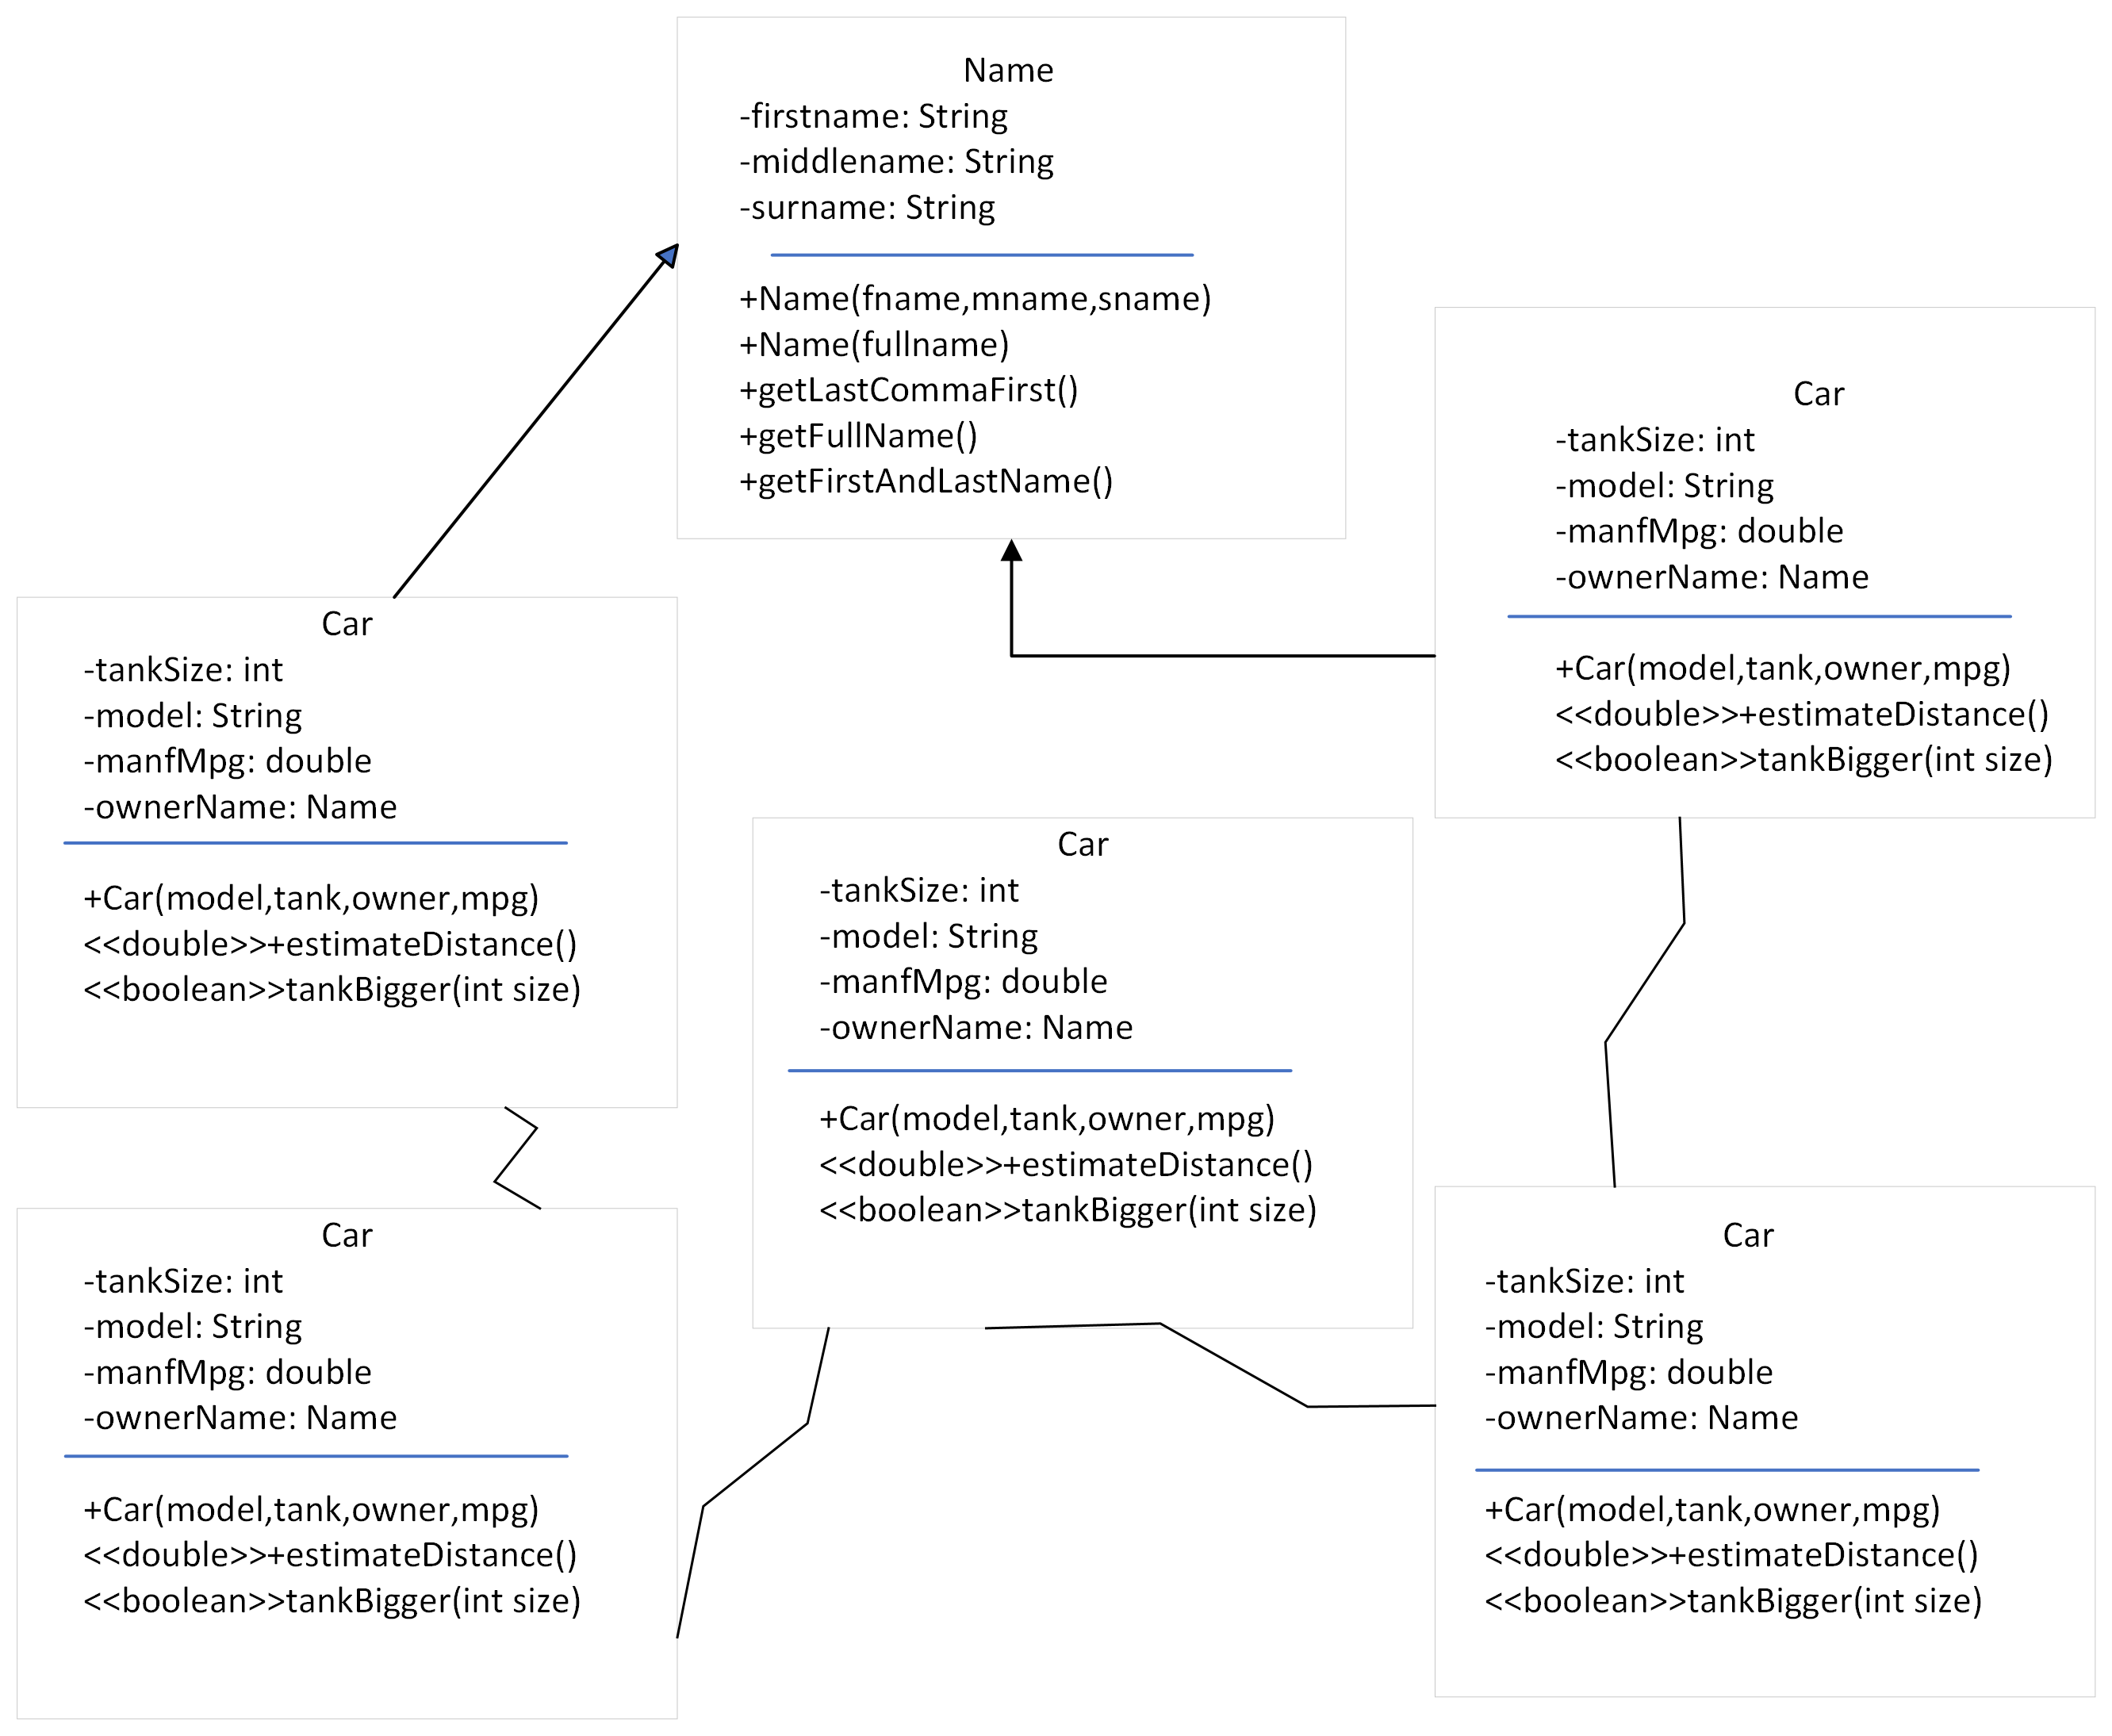 Name
-firstname: String
-middlename: String
-surname: String
+Name(fname,mname,sname)
+Name(fullname)
+getLastCommaFirst()
+getFullName()
+getFirstAndLastName()
Car
-tankSize: int
-model: String
-manfMpg: double
-ownerName: Name
+Car(model,tank,owner,mpg)
<<double>>+estimateDistance()
<<boolean>>tankBigger(int size)
Car
-tankSize: int
-model: String
-manfMpg: double
-ownerName: Name
+Car(model,tank,owner,mpg)
<<double>>+estimateDistance()
<<boolean>>tankBigger(int size)
Car
-tankSize: int
-model: String
-manfMpg: double
-ownerName: Name
+Car(model,tank,owner,mpg)
<<double>>+estimateDistance()
<<boolean>>tankBigger(int size)
Car
-tankSize: int
-model: String
-manfMpg: double
-ownerName: Name
+Car(model,tank,owner,mpg)
<<double>>+estimateDistance()
<<boolean>>tankBigger(int size)
Car
-tankSize: int
-model: String
-manfMpg: double
-ownerName: Name
+Car(model,tank,owner,mpg)
<<double>>+estimateDistance()
<<boolean>>tankBigger(int size)